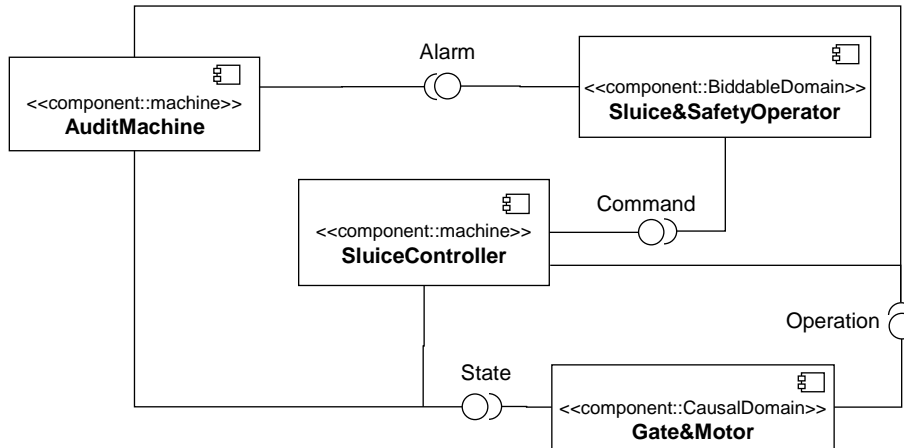 Alarm
<<component::machine>>
AuditMachine
<<component::BiddableDomain>>
Sluice&SafetyOperator
Command
<<component::machine>>
SluiceController
Operation
State
<<component::CausalDomain>>
Gate&Motor